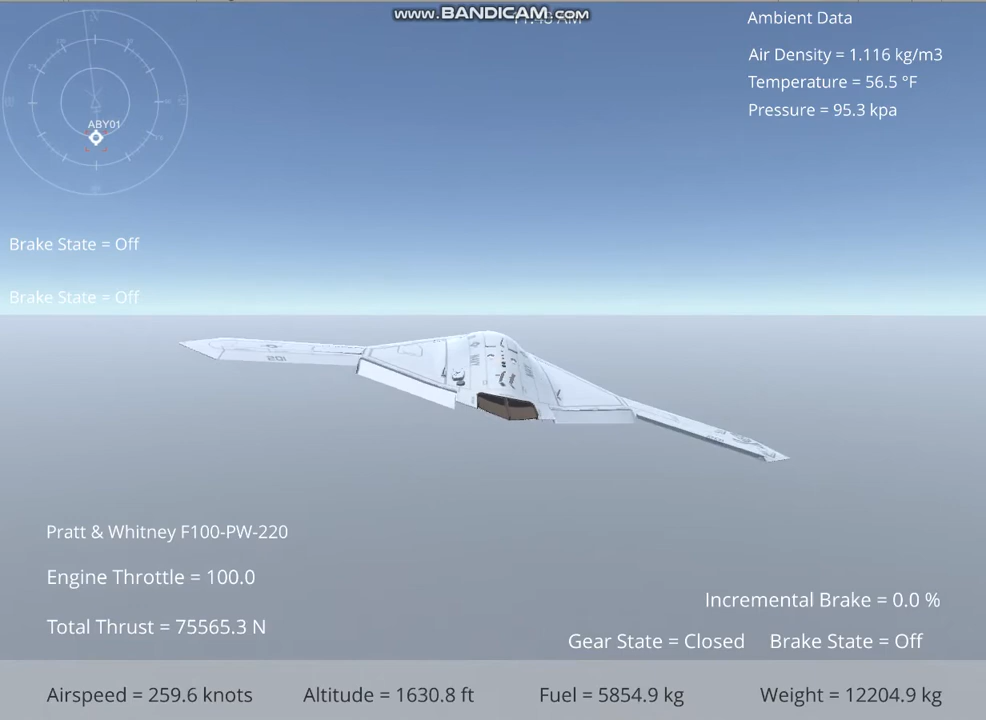 www.BANDICAM.com
Ambient Data
Air Density = 1.116 kg/m3
Temperature = 56.5 °F
Pressure = 95.3 kpa
ABY01
Brake State = Off
Brake State = Off
201
Pratt & Whitney F100-PW-220
Engine Throttle = 100.0
Total Thrust = 75565.3 N
Incremental Brake = 0.0 %
Gear State = Closed Brake State = Off
Airspeed = 259.6 knots Altitude = 1630.8 ft Fuel = 5854.9 kg Weight = 12204.9 kg